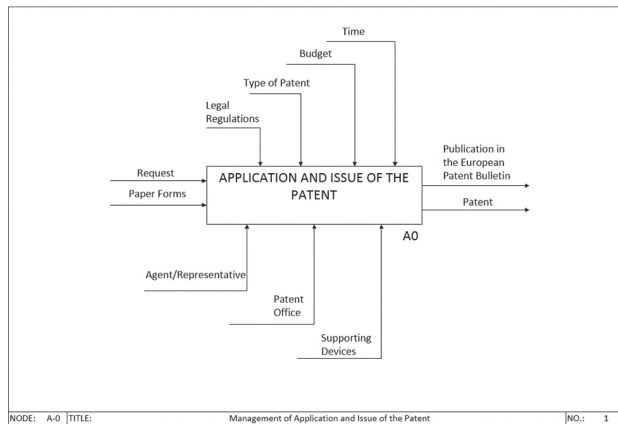 Time
Budget
Type of Patent
Legal
Regulations
Request
Paper Forms
APPLICATION AND ISSUE OF THE
PATENT
Publication in
the European
Patent Bulletin
Patent
A0
Agent/Representative
Patent
Office
Supporting
Devices
NODE: A-0 TITLE: Management of Application and Issue of the Patent NO.: 1